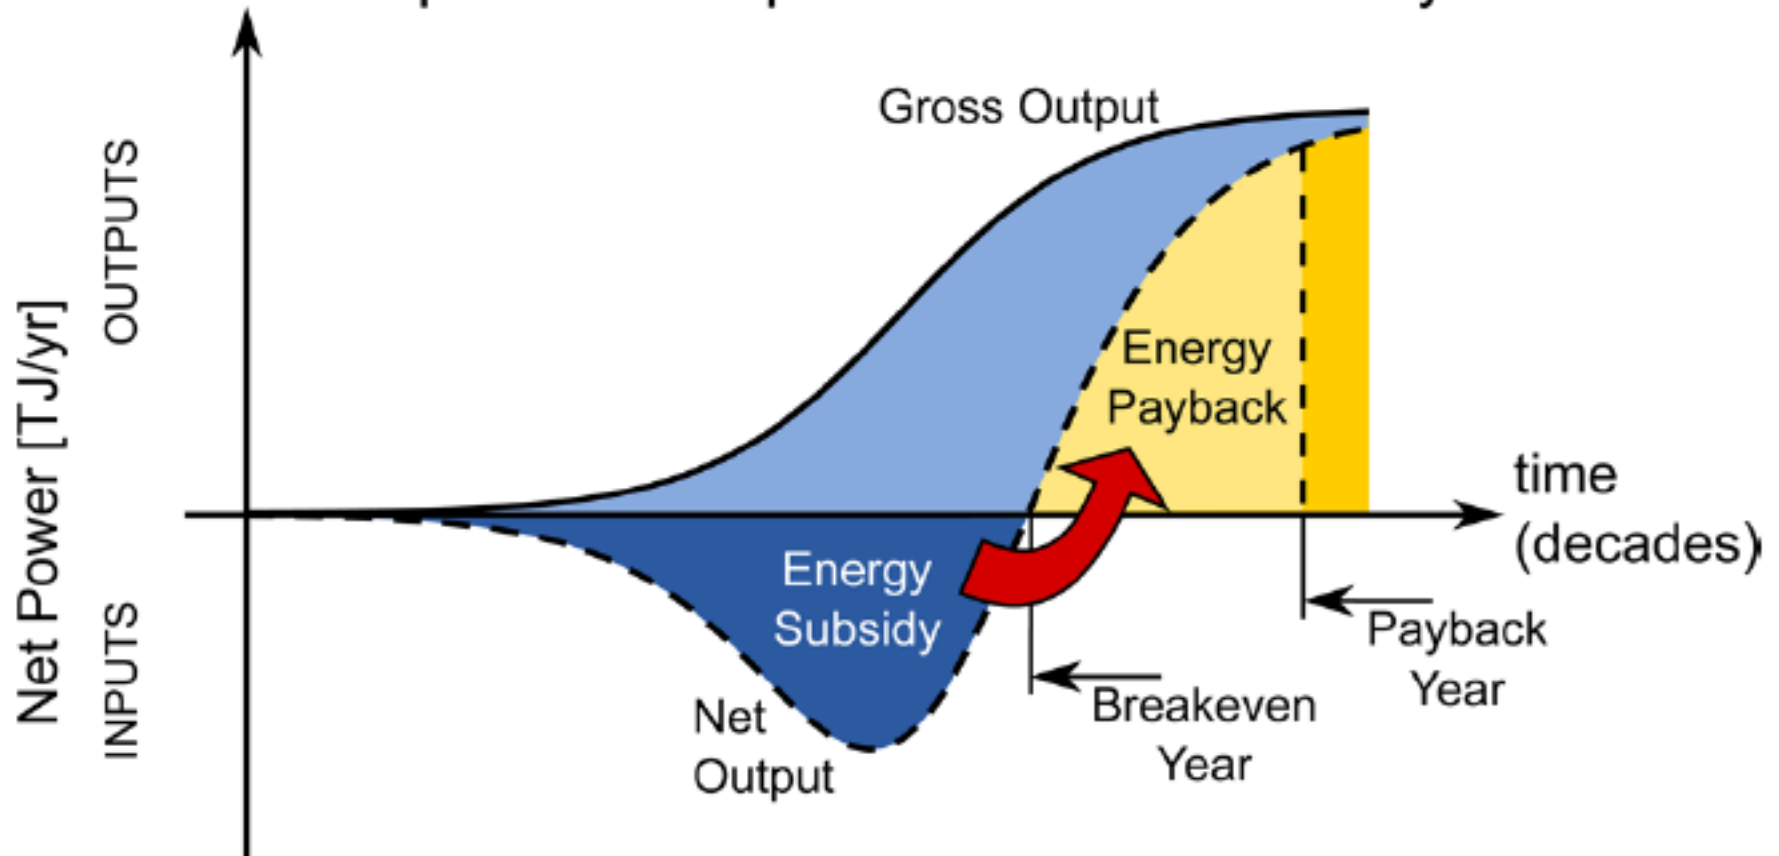 Gross Output
OUTPUTS
Net Power [TJ/yr]
INPUTS
Energy
Payback
time
(decades)
Energy
Subsidy
Net
Output
Breakeven
Year
Payback
Year